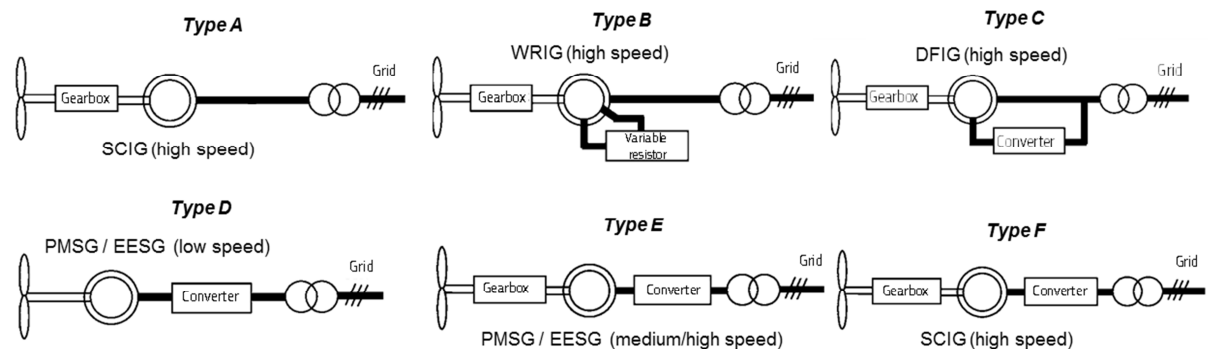 Type A
Grid
Gearbox
SCIG (high speed)
Type B
WRIG (high speed)
Grid
Gearbox
Variable
resistor
Type C
DFIG (high speed)
Grid
Gearbox
Converter
Type D
PMSG / EESG (low speed)
Grid
Converter
Type E
Grid
Gearbox
Converter
PMSG / EESG (medium/high speed)
Type F
Grid
Gearbox
Converter
SCIG (high speed)